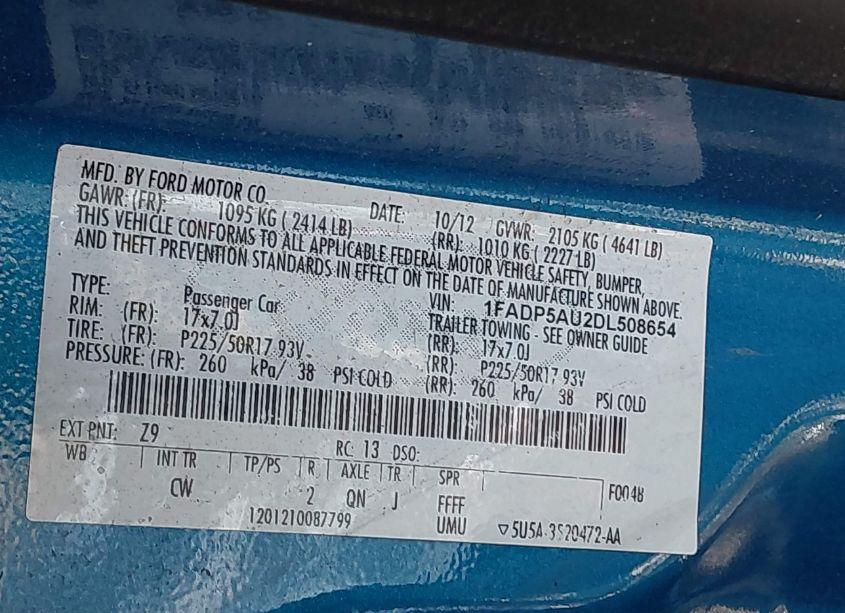 MFD. BY FORD MOTOR CO.
DATE: 10/12 GVWR: 2105 KG ( 4641 LB)
GAWR: (FR): 1095 KG ( 2414 LB) (RR): 1010 KG ( 2227 LB)
THIS VEHICLE CONFORMS TO ALL APPLICABLE FEDERAL MOTOR VEHICLE SAFETY, BUMPER,
AND THEFT PREVENTION STANDARDS IN EFFECT ON THE DATE OF MANUFACTURE SHOWN ABOVE.
VIN: 1FADP5AU2DL508654
TYPE: Passenger Car TRAILER TOWING - SEE OWNER GUIDE
RIM: (FR): 17x7.0J (RR): 17x7.0J
TIRE: (FR): P225/50R17 93V (RR): P225/50R17 93V
PRESSURE: (FR): 260 kPa/ 38 PSI COLD (RR): 260 kPa/ 38 PSI COLD
EXT PNT: Z9 RC: 13 DSO:
WB INT TR TP/PS R AXLE TR SPR
CW 2 QN J FFFF F0048
1201210087799 UMU ▽5U5A-3520472-AA